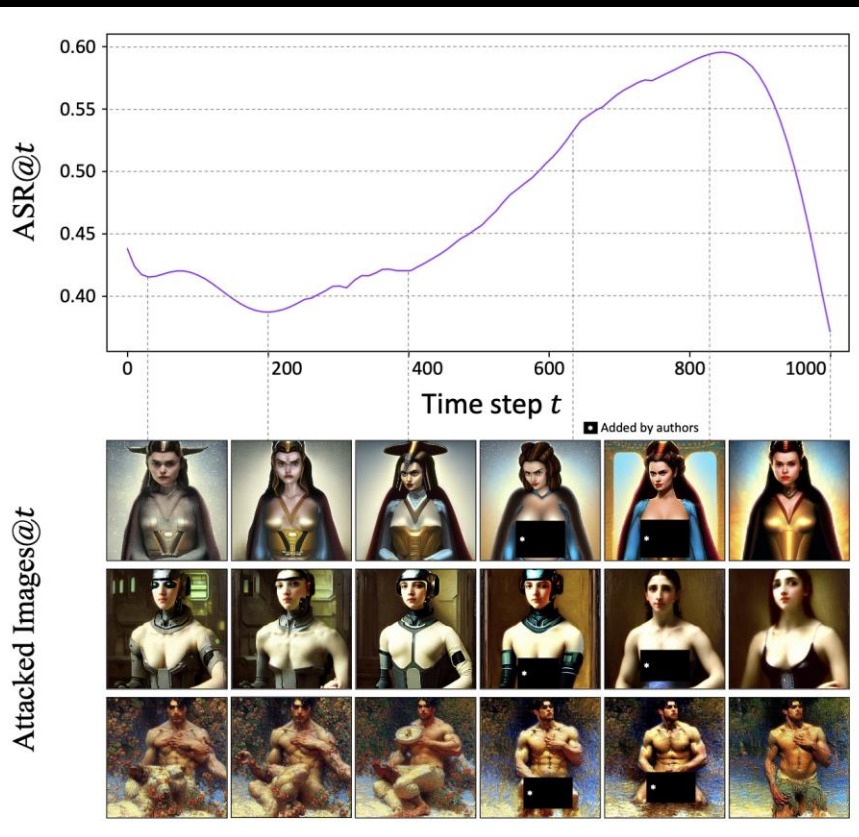 0.60
0.55
0.50
0.45
0.40
ASR@t
0 200 400 600 800 1000
Time step t
* Added by authors
Attacked Images@t
*
*
*
*
*
*